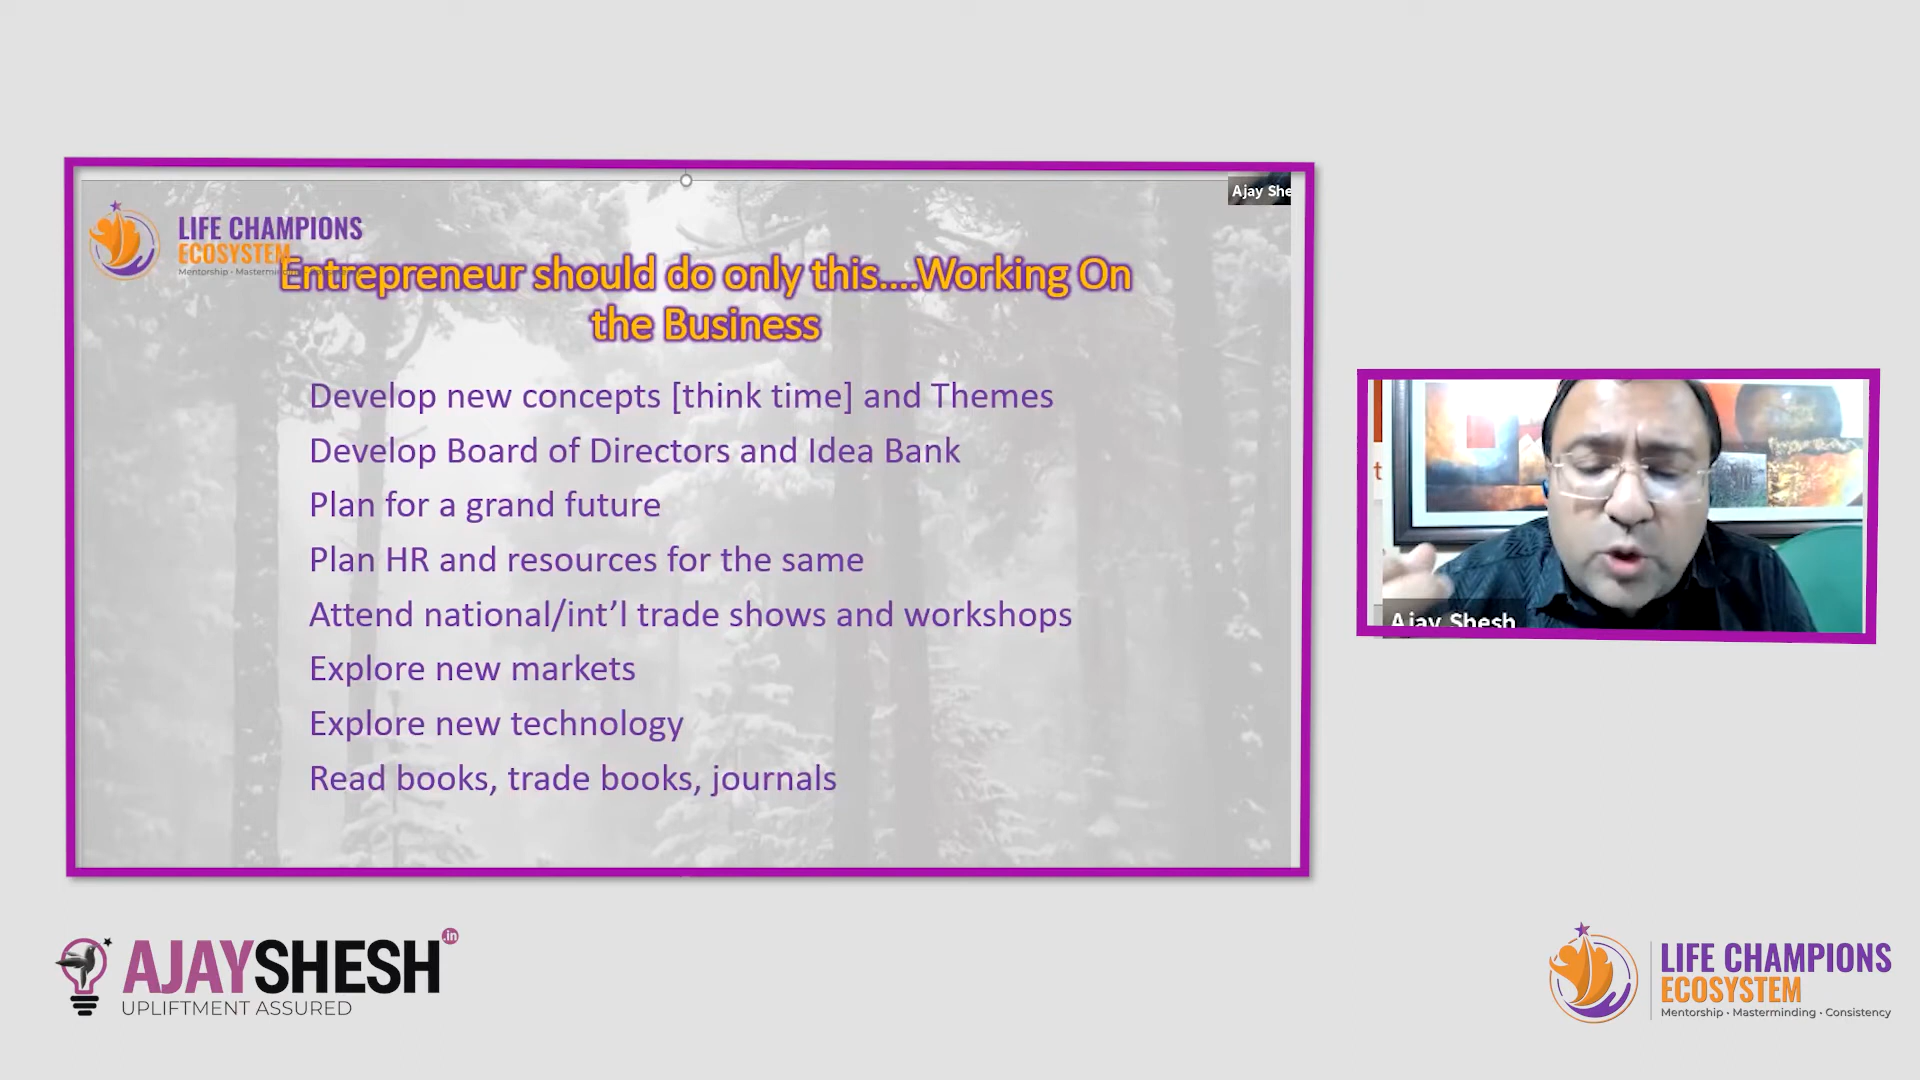 Ajay She
LIFE CHAMPIONS
ECOSYSTEM
Entrepreneur should do only this....Working On
the Business
Develop new concepts [think time] and Themes
Develop Board of Directors and Idea Bank
Plan for a grand future
Plan HR and resources for the same
Attend national/int’l trade shows and workshops
Explore new markets
Explore new technology
Read books, trade books, journals
t
Ajay Shesh
AJAYSHESH.in
UPLIFTMENT ASSURED
LIFE CHAMPIONS
ECOSYSTEM
Mentorship • Masterminding • Consistency